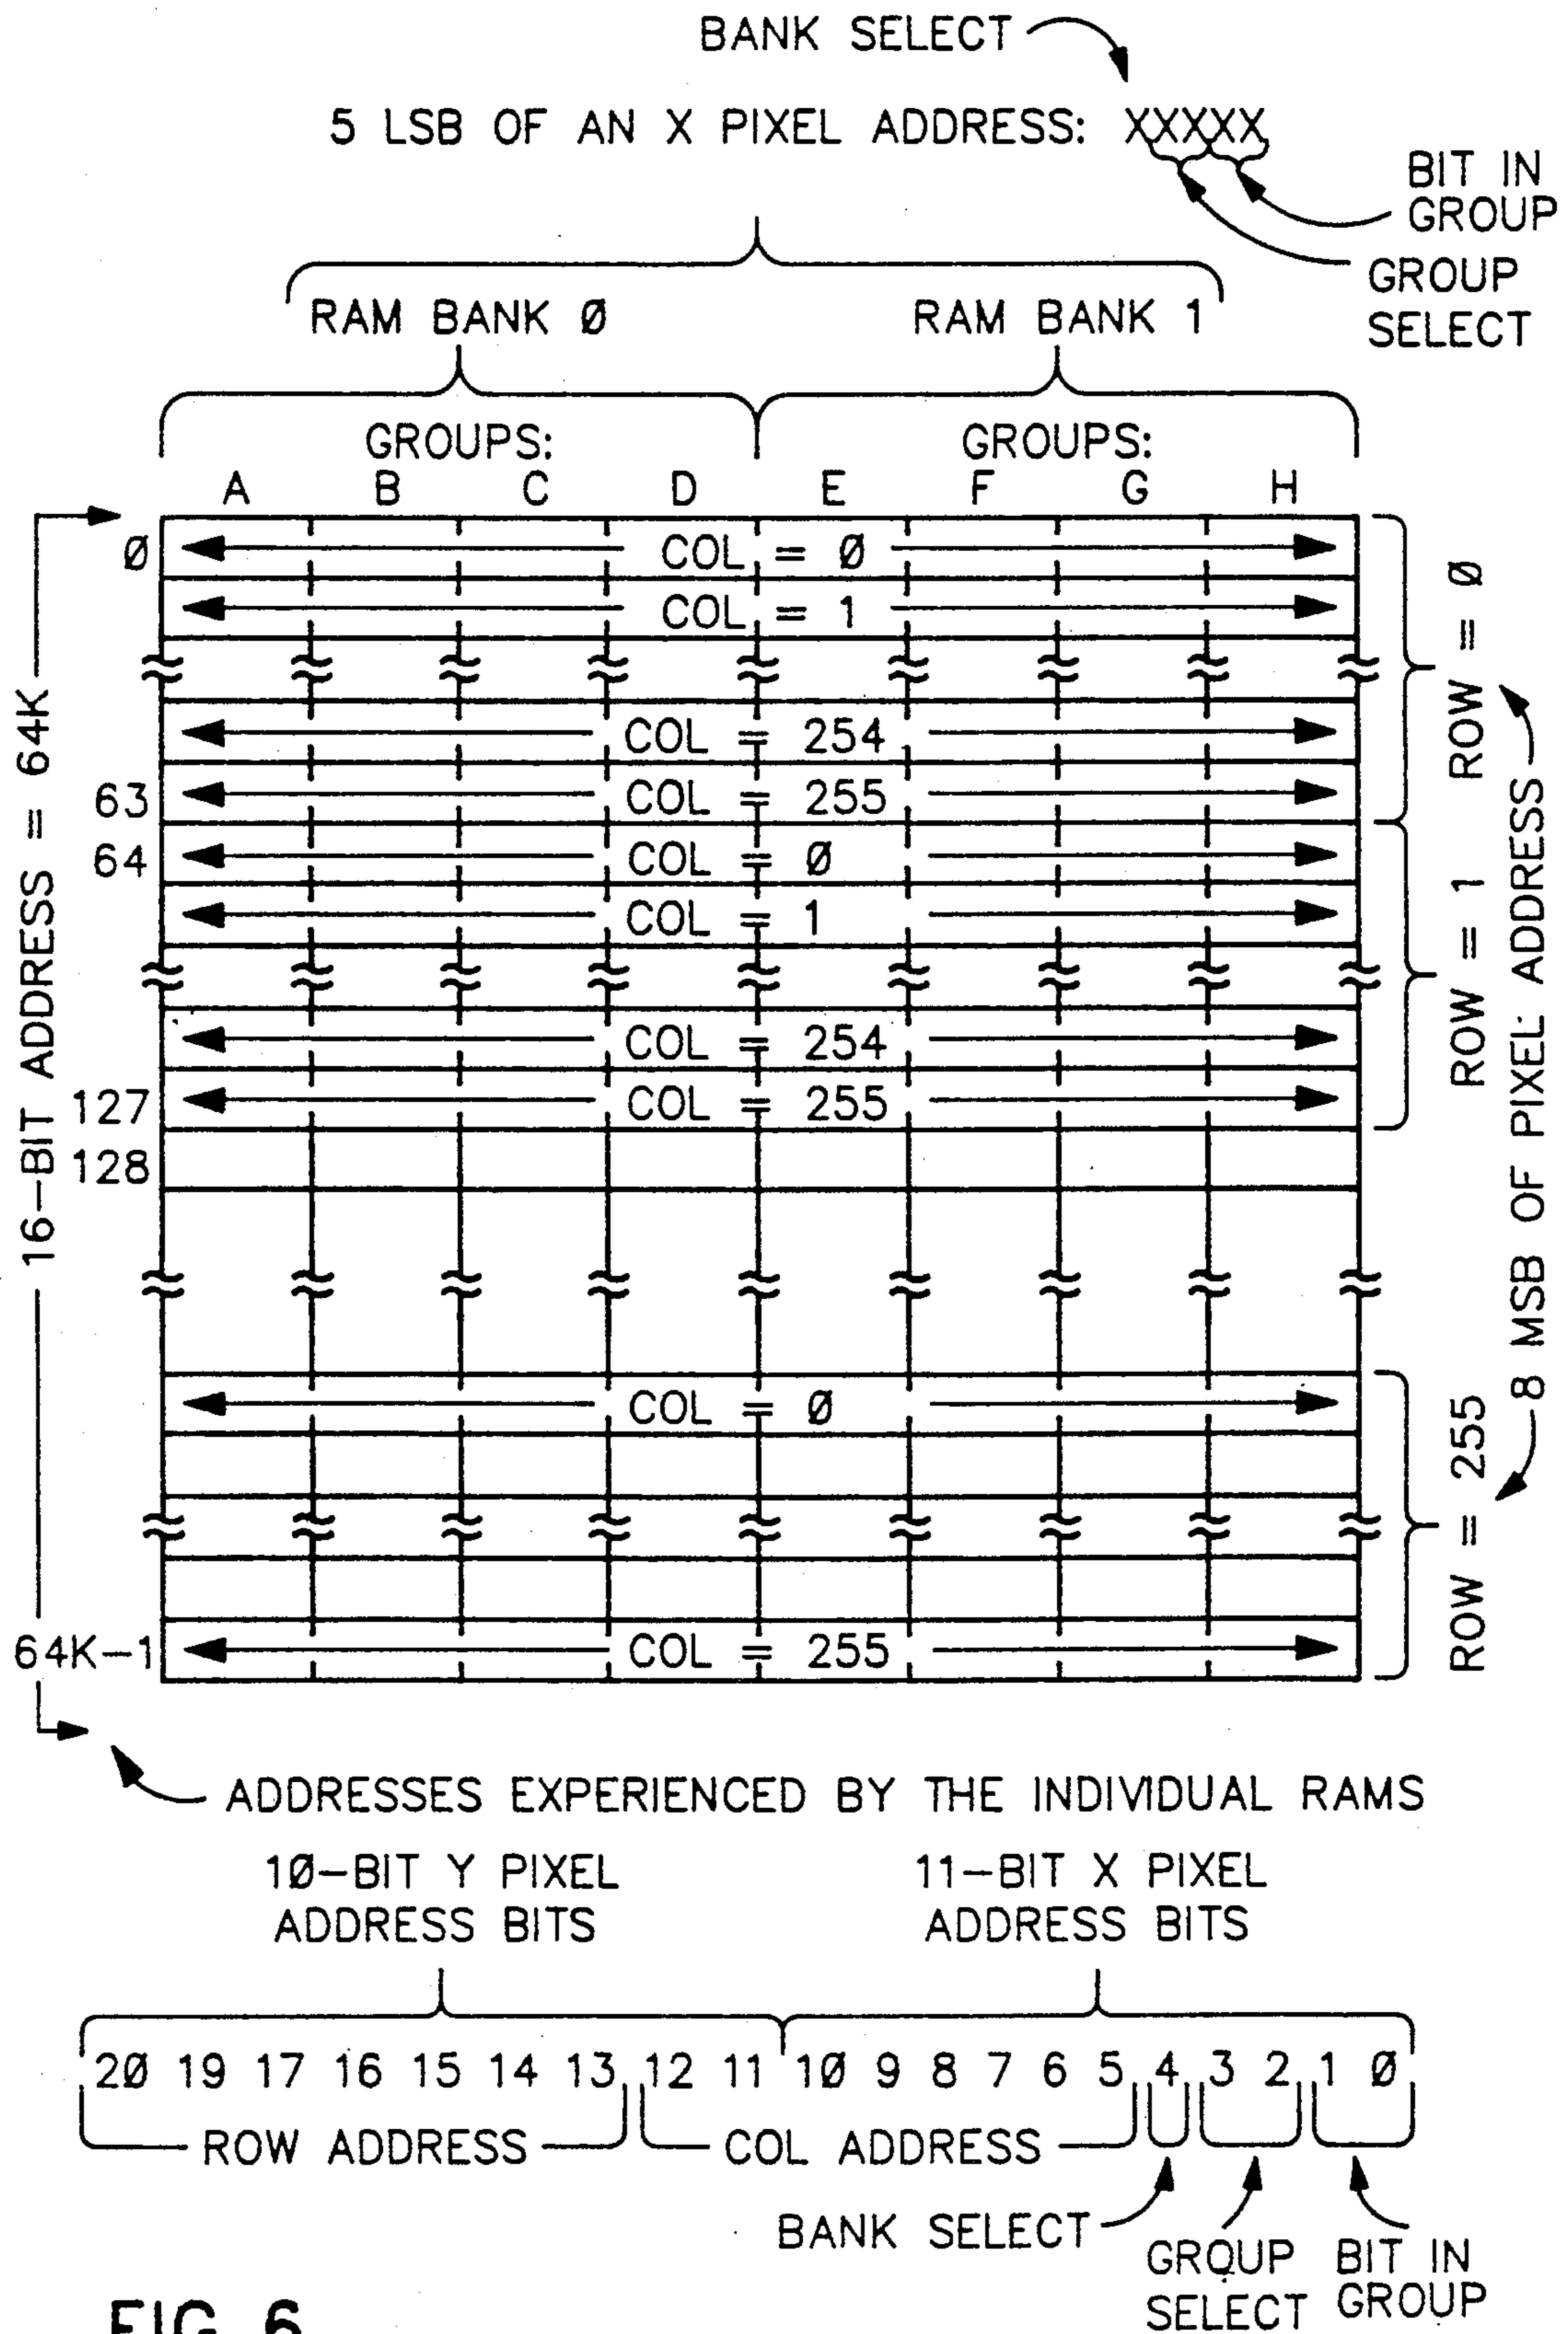 BANK SELECT
5 LSB OF AN X PIXEL ADDRESS: XXXXX
BIT IN
GROUP
GROUP
SELECT
RAM BANK Ø
RAM BANK 1
GROUPS:
GROUPS:
A B C D E F G H
Ø COL = Ø
COL = 1
COL = 254
63 COL = 255
64 COL = Ø
COL = 1
COL = 254
127 COL = 255
128
COL = Ø
64K-1 COL = 255
16-BIT ADDRESS = 64K
ROW = Ø
ROW = 1
ROW = 255
8 MSB OF PIXEL ADDRESS
ADDRESSES EXPERIENCED BY THE INDIVIDUAL RAMS
10-BIT Y PIXEL
ADDRESS BITS
11-BIT X PIXEL
ADDRESS BITS
2Ø 19 17 16 15 14 13 12 11 1Ø 9 8 7 6 5 4 3 2 1 Ø
ROW ADDRESS
COL ADDRESS
BANK SELECT
GROUP
SELECT
BIT IN
GROUP
FIG 6